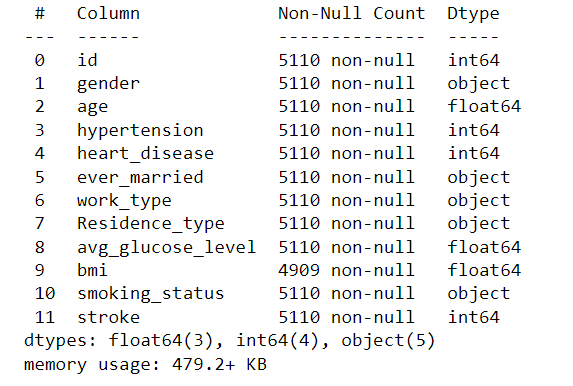 #   Column             Non-Null Count  Dtype
---  ------             --------------  -----
0   id                 5110 non-null   int64
1   gender             5110 non-null   object
2   age                5110 non-null   float64
3   hypertension       5110 non-null   int64
4   heart_disease      5110 non-null   int64
5   ever_married       5110 non-null   object
6   work_type          5110 non-null   object
7   Residence_type     5110 non-null   object
8   avg_glucose_level  5110 non-null   float64
9   bmi                4909 non-null   float64
10  smoking_status     5110 non-null   object
11  stroke             5110 non-null   int64
dtypes: float64(3), int64(4), object(5)
memory usage: 479.2+ KB